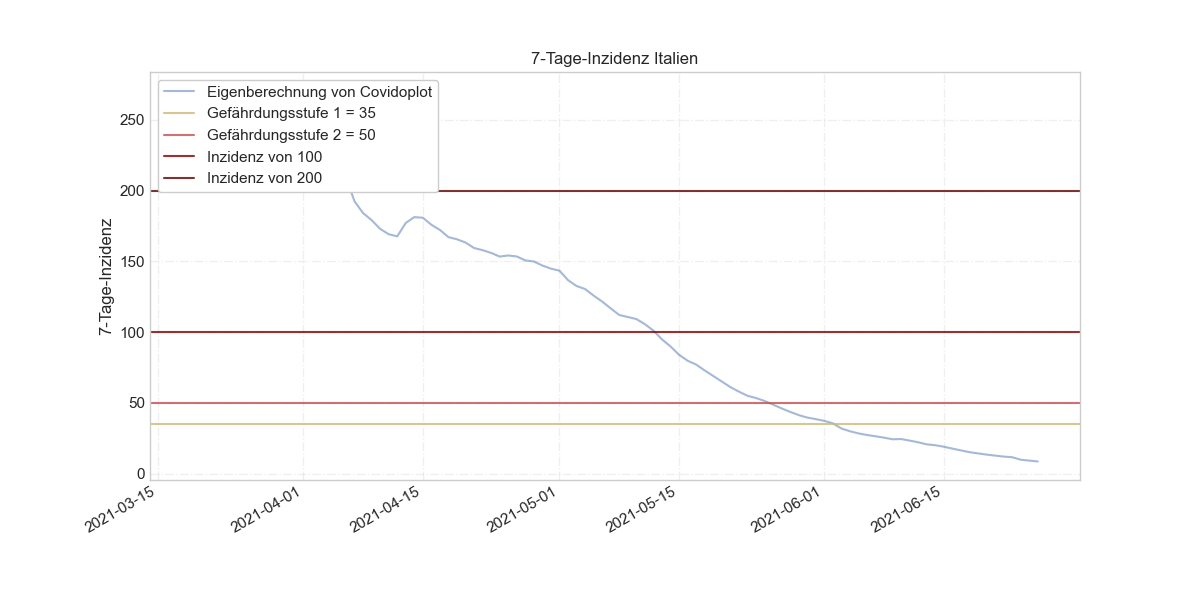 7-Tage-Inzidenz Italien
Eigenberechnung von Covidoplot
Gefährdungsstufe 1 = 35
Gefährdungsstufe 2 = 50
Inzidenz von 100
Inzidenz von 200
7-Tage-Inzidenz
250
200
150
100
50
0
2021-03-15
2021-04-01
2021-04-15
2021-05-01
2021-05-15
2021-06-01
2021-06-15